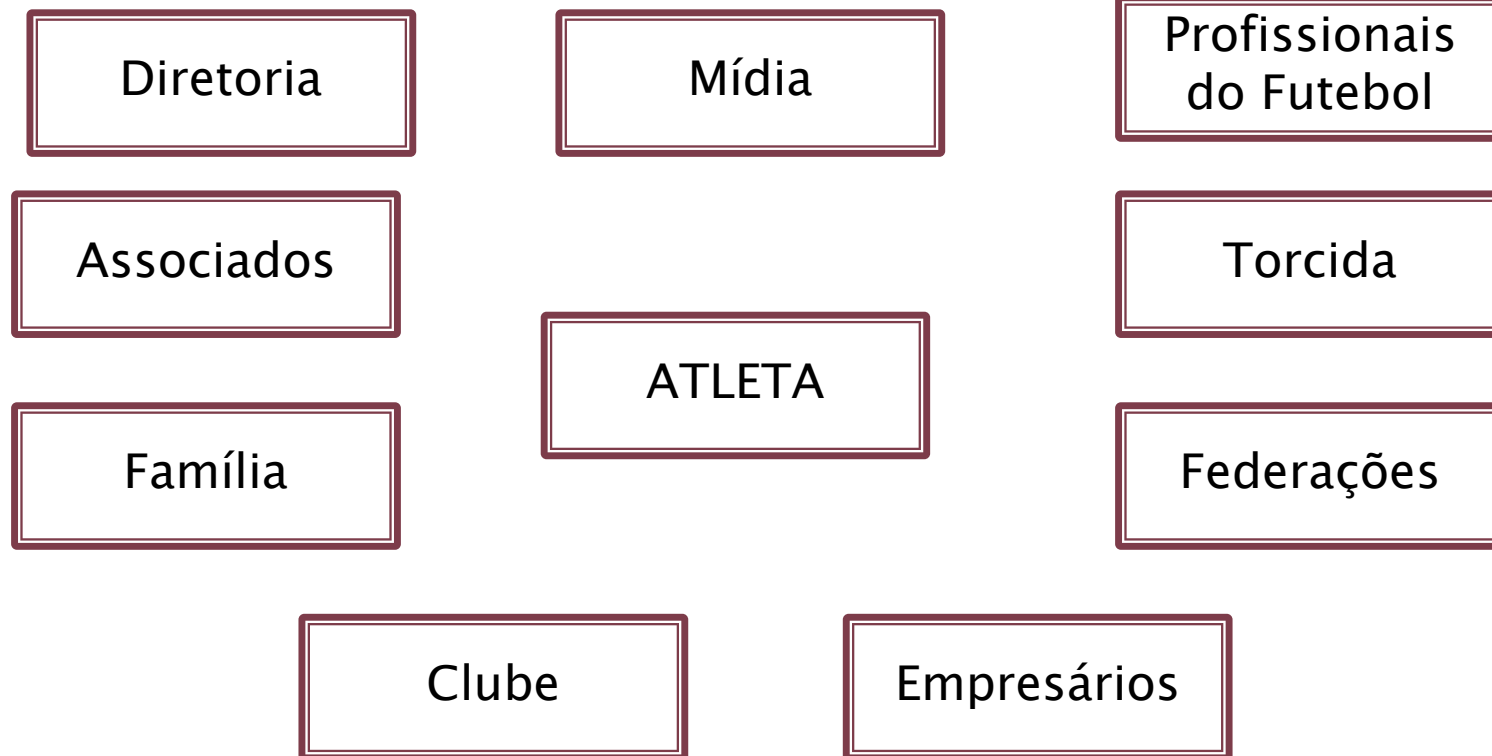 Diretoria
Mídia
Profissionais
do Futebol
Associados
Torcida
ATLETA
Família
Federações
Clube
Empresários